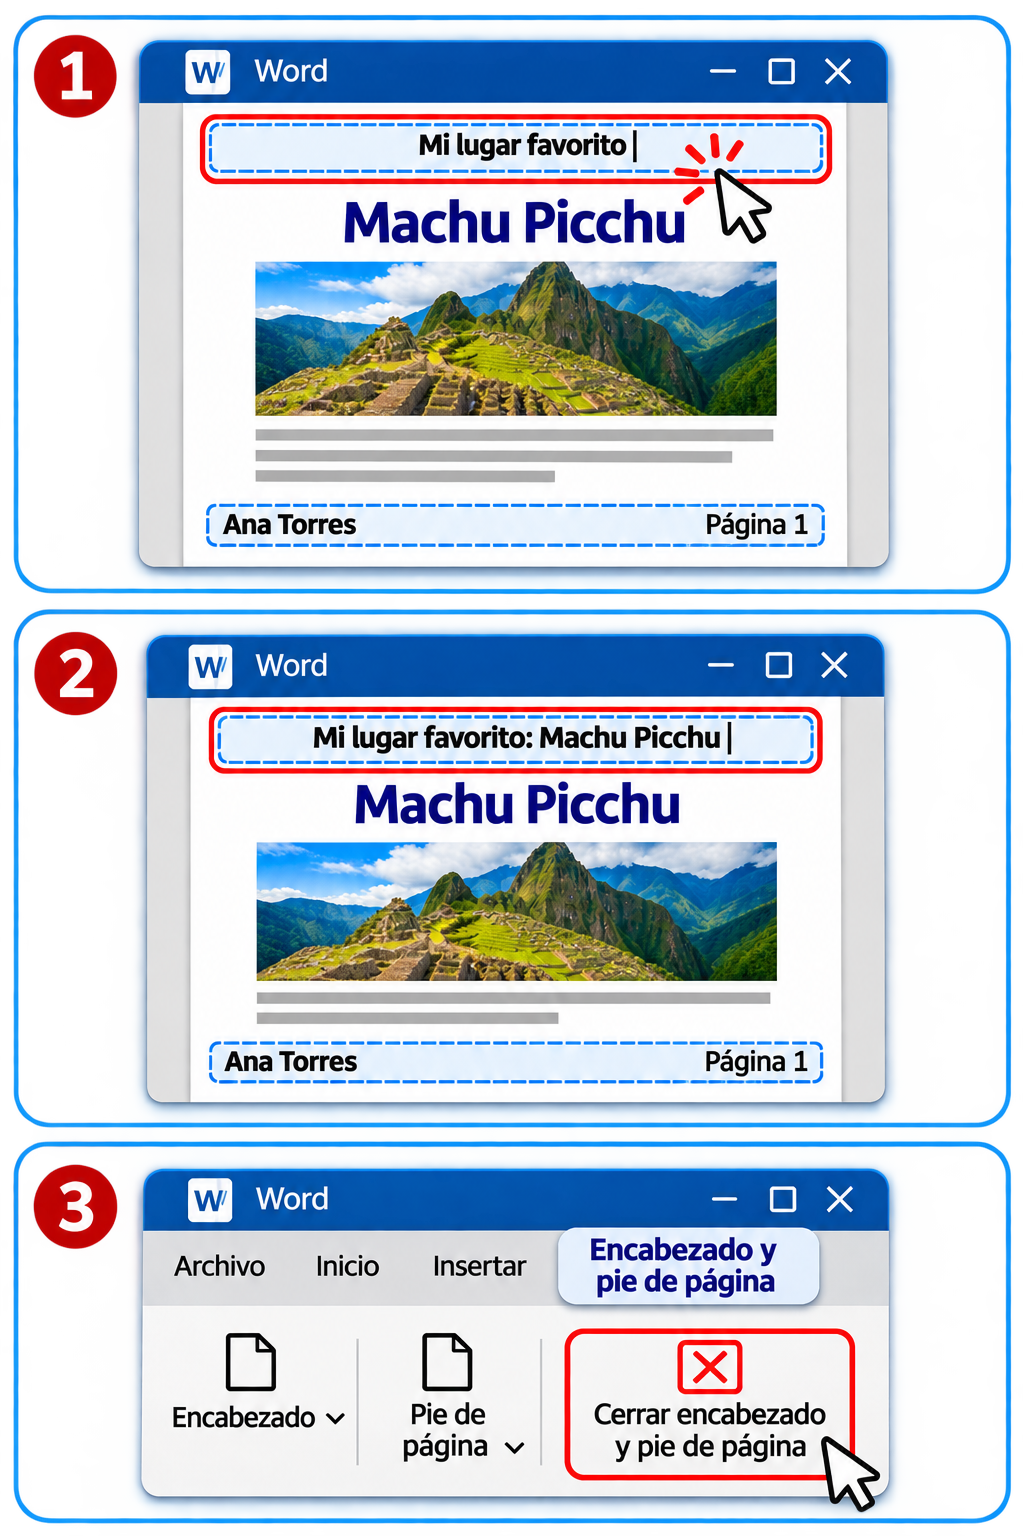 1
W Word
Mi lugar favorito
Machu Picchu
Ana Torres Página 1
2
W Word
Mi lugar favorito: Machu Picchu
Machu Picchu
Ana Torres Página 1
3
W Word
Archivo Inicio Insertar Encabezado y
pie de página
Encabezado
Pie de
página
Cerrar encabezado
y pie de página